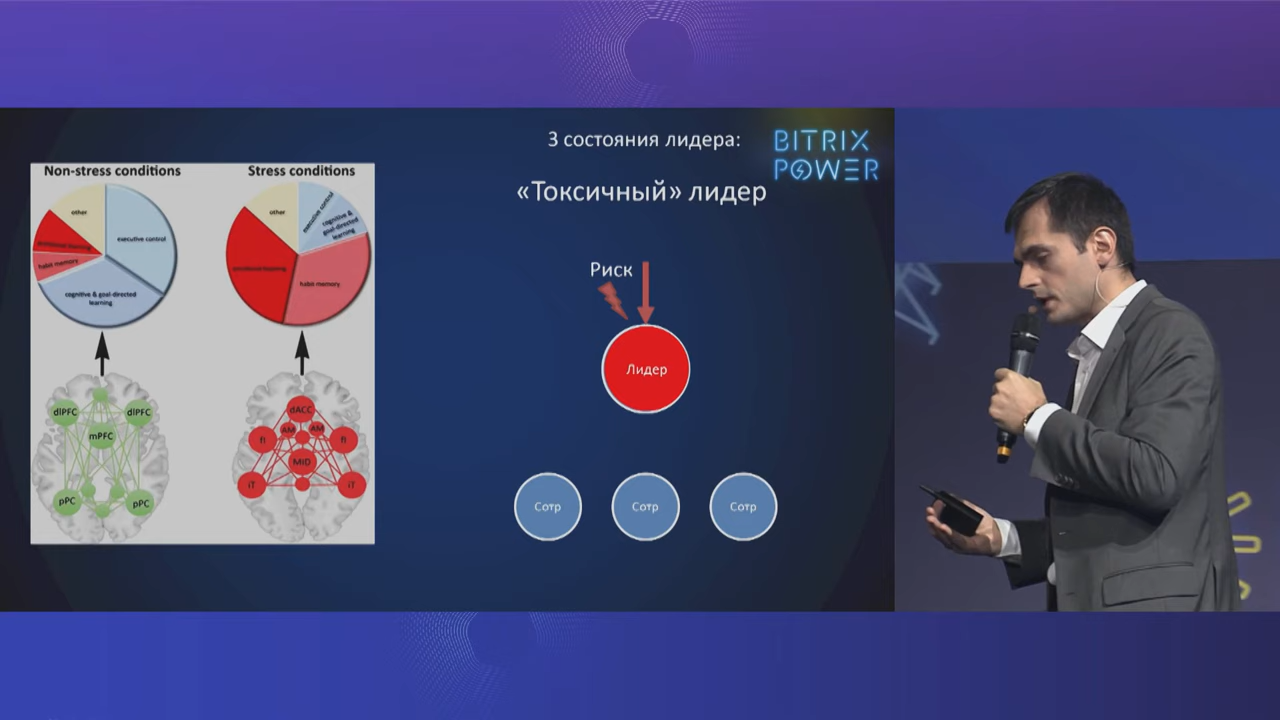 3 состояния лидера:
BITRIX
POWER
«Токсичный» лидер
Non-stress conditions
Stress conditions
other
executive control
emotional learning
habit memory
cognitive & goal-directed
learning
other
executive control
cognitive &
goal-directed
learning
emotional learning
habit memory
Риск
Лидер
dlPFC
dlPFC
mPFC
pPC
pPC
dACC
AM
AM
fI
fI
MID
iT
iT
Сотр
Сотр
Сотр